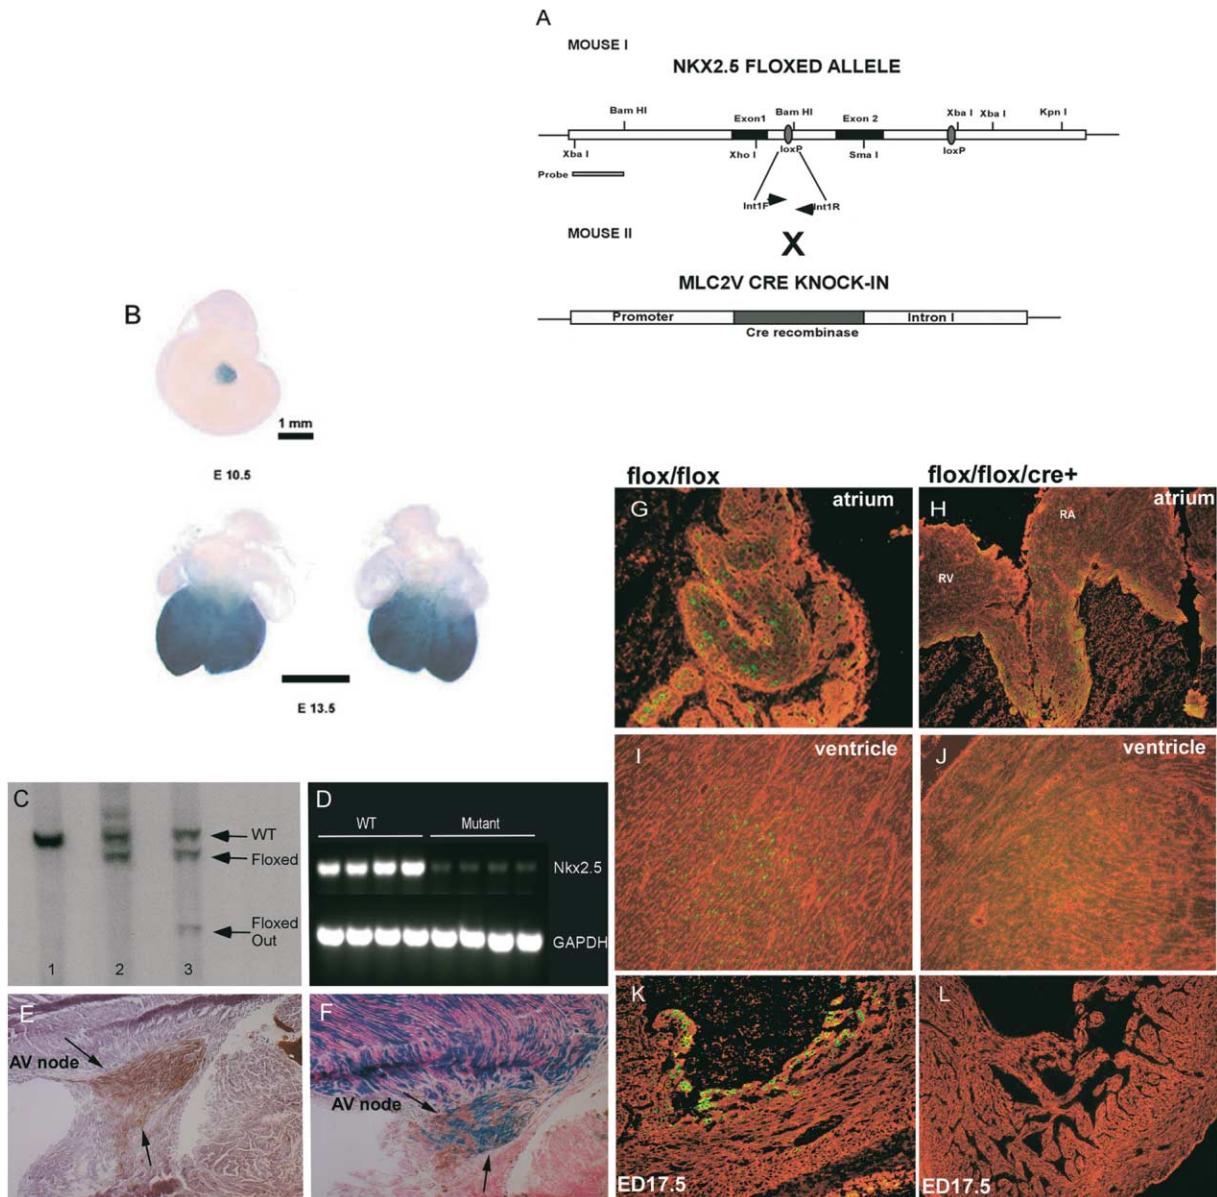 A
MOUSE I
NKX2.5 FLOXED ALLELE
Bam HI
Exon1
Bam HI
Exon 2
Xba I
Xba I
Kpn I
Xba I
Xho I
loxP
Sma I
loxP
Probe
Int1F
Int1R
MOUSE II
X
MLC2V CRE KNOCK-IN
Promoter
Intron I
Cre recombinase
B
1 mm
E 10.5
E 13.5
flox/flox
flox/flox/cre+
G
atrium
H
atrium
RA
RV
I
ventricle
J
ventricle
C
WT
Floxed
Floxed
Out
1 2 3
D
WT
Mutant
Nkx2.5
GAPDH
E
AV node
F
AV node
K
ED17.5
L
ED17.5